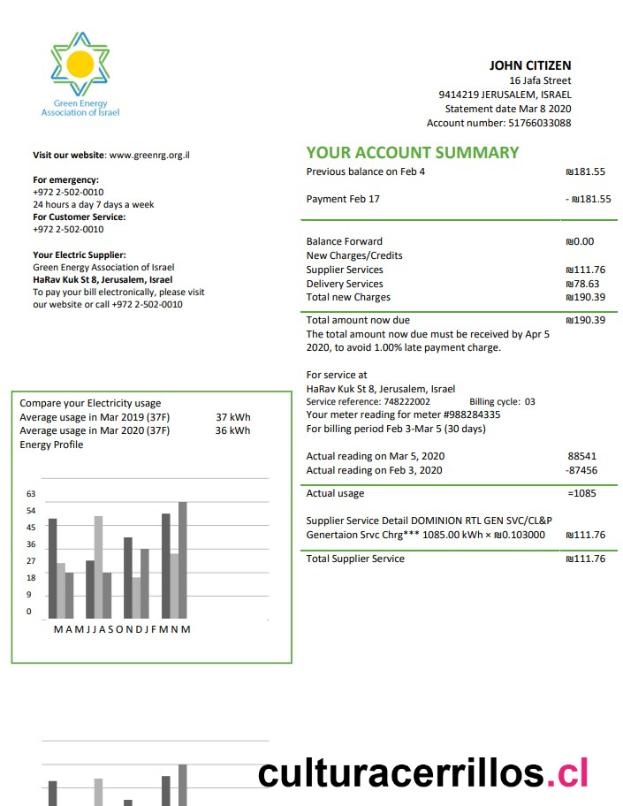 Green Energy
Association of Israel
JOHN CITIZEN
16 Jafa Street
9414219 JERUSALEM, ISRAEL
Statement date Mar 8 2020
Account number: 51766033088
Visit our website: www.greenrg.org.il
For emergency:
+972 2-502-0010
24 hours a day 7 days a week
For Customer Service:
+972 2-502-0010
Your Electric Supplier:
Green Energy Association of Israel
HaRav Kuk St 8, Jerusalem, Israel
To pay your bill electronically, please visit
our website or call +972 2-502-0010
YOUR ACCOUNT SUMMARY
Previous balance on Feb 4 ₪181.55
Payment Feb 17 - ₪181.55
Balance Forward ₪0.00
New Charges/Credits
Supplier Services ₪111.76
Delivery Services ₪78.63
Total new Charges ₪190.39
Total amount now due ₪190.39
The total amount now due must be received by Apr 5
2020, to avoid 1.00% late payment charge.
For service at
HaRav Kuk St 8, Jerusalem, Israel
Service reference: 748222002 Billing cycle: 03
Your meter reading for meter #988284335
For billing period Feb 3-Mar 5 (30 days)
Actual reading on Mar 5, 2020 88541
Actual reading on Feb 3, 2020 -87456
Actual usage =1085
Supplier Service Detail DOMINION RTL GEN SVC/CL&P
Genertaion Srvc Chrg*** 1085.00 kWh × ₪0.103000 ₪111.76
Total Supplier Service ₪111.76
Compare your Electricity usage
Average usage in Mar 2019 (37F) 37 kWh
Average usage in Mar 2020 (37F) 36 kWh
Energy Profile
63
54
45
36
27
18
9
0
M A M J J A S O N D J F M N M
culturacerrillos.cl